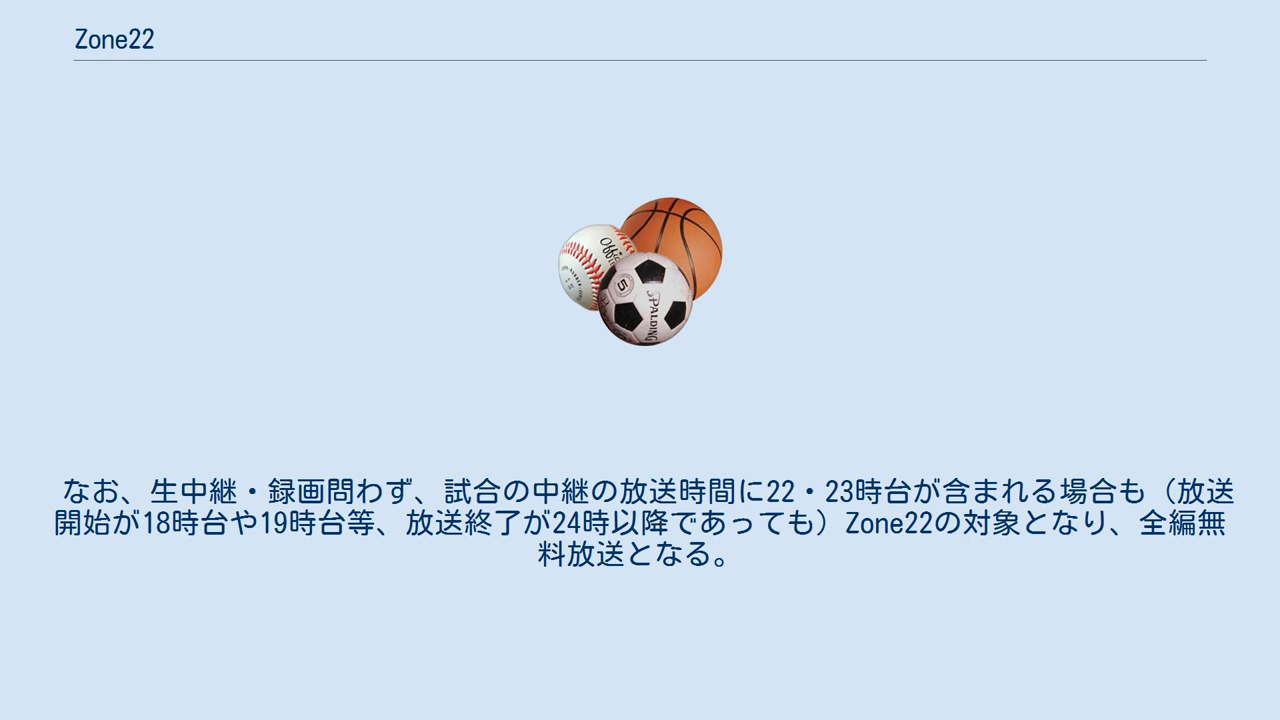 Zone22
Offic
5
SPALDING
なお、生中継・録画問わず、試合の中継の放送時間に22・23時台が含まれる場合も（放送
開始が18時台や19時台等、放送終了が24時以降であっても）Zone22の対象となり、全編無
料放送となる。